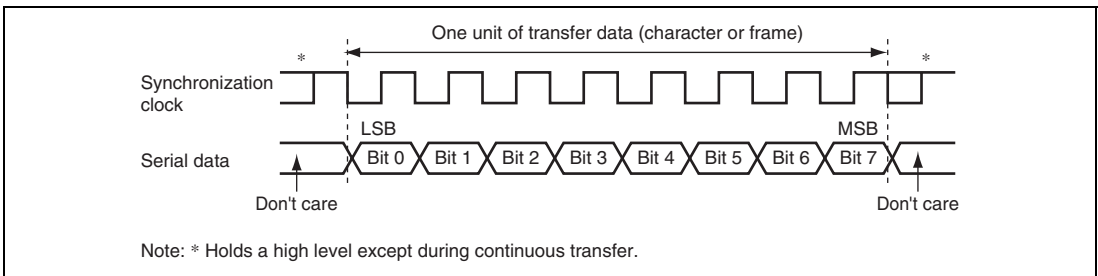 One unit of transfer data (character or frame)
* *
Synchronization
clock
LSB MSB
Serial data Bit 0 Bit 1 Bit 2 Bit 3 Bit 4 Bit 5 Bit 6 Bit 7
Don't care Don't care
Note: * Holds a high level except during continuous transfer.